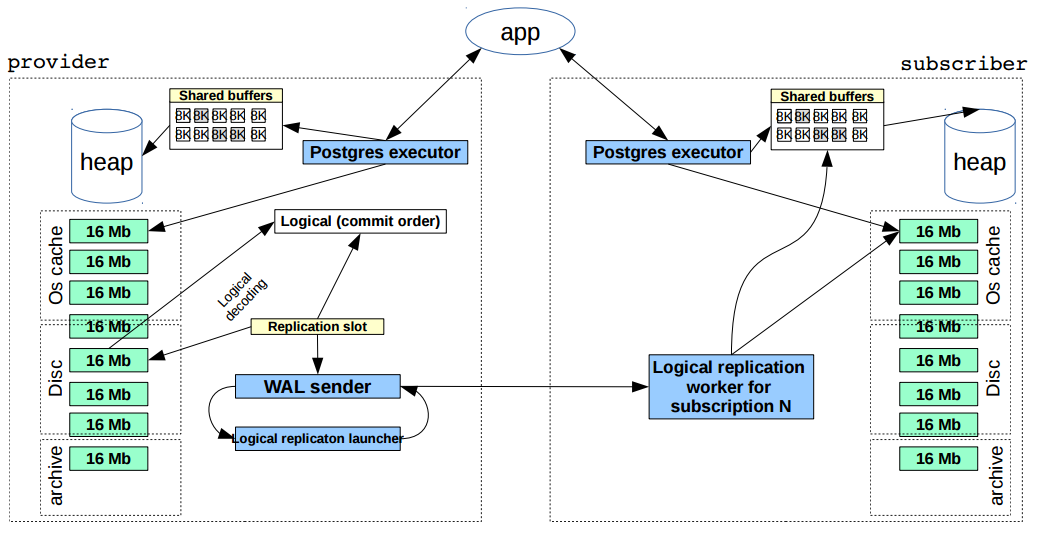 app
provider
subscriber
Shared buffers
8K 8K 8K 8K 8K
8K 8K 8K 8K 8K
heap
Postgres executor
Os cache
16 Mb
16 Mb
16 Mb
16 Mb
Logical (commit order)
Logical
decoding
Replication slot
Disc
16 Mb
16 Mb
16 Mb
WAL sender
Logical replicaton launcher
archive
16 Mb
Shared buffers
8K 8K 8K 8K 8K
8K 8K 8K 8K 8K
Postgres executor
heap
16 Mb
16 Mb
16 Mb
16 Mb
Os cache
Logical replication
worker for
subscription N
16 Mb
16 Mb
16 Mb
Disc
16 Mb
archive